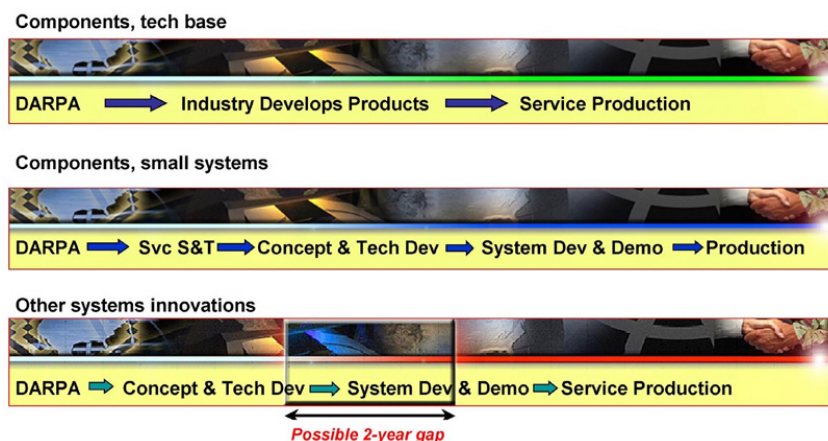 Components, tech base
DARPA Industry Develops Products Service Production
Components, small systems
DARPA Svc S&T Concept & Tech Dev System Dev & Demo Production
Other systems innovations
DARPA Concept & Tech Dev System Dev & Demo Service Production
Possible 2-year gap